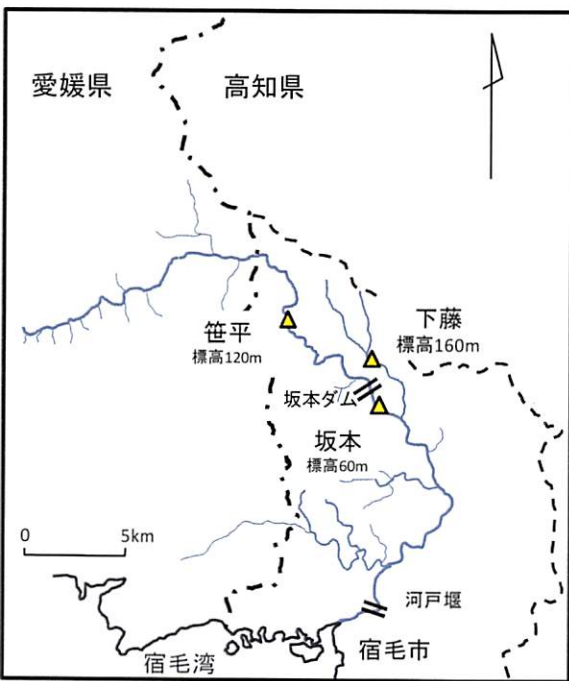 愛媛県
高知県
笹平
標高120m
下藤
標高160m
坂本ダム
坂本
標高60m
0
5km
河戸堰
宿毛市
宿毛湾